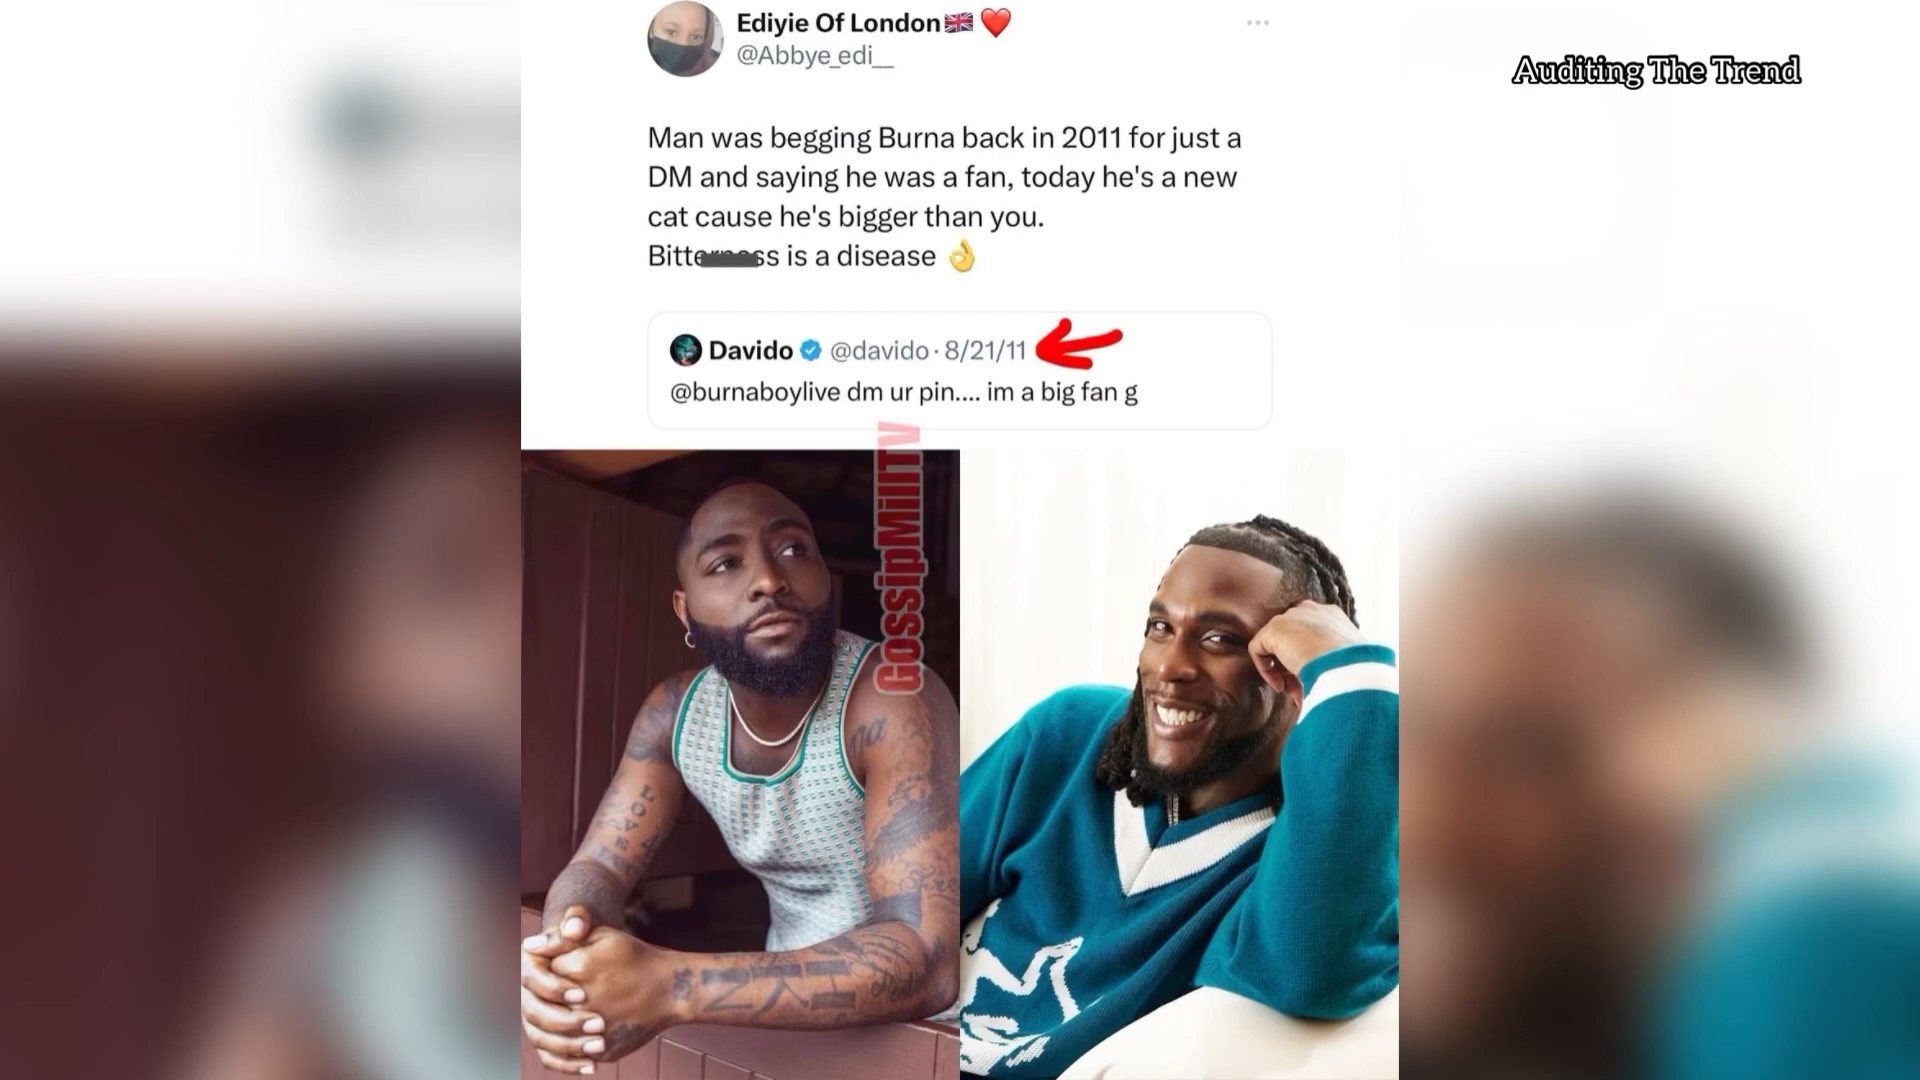 Ediyie Of London🇬🇧 ❤️
@Abbye_edi__
Auditing The Trend
Man was begging Burna back in 2011 for just a
DM and saying he was a fan, today he's a new
cat cause he's bigger than you.
Bitterness is a disease 👌
Davido @davido · 8/21/11
@burnaboylive dm ur pin.... im a big fan g
GossipMillTV
LOVE